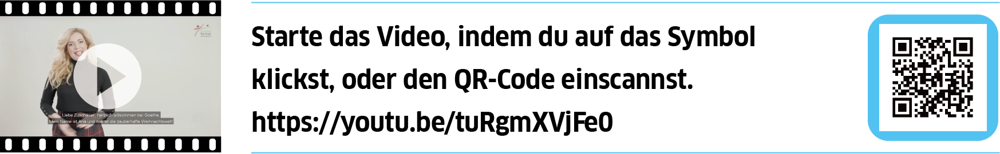 Partner
Liebe Zuschauer, herzlich willkommen bei Goethe.
Mein Name ist Ana und das ist die zauberhafte Weihnachtswelt!
Starte das Video, indem du auf das Symbol
klickst, oder den QR-Code einscannst.
https://youtu.be/tuRgmXVjFe0